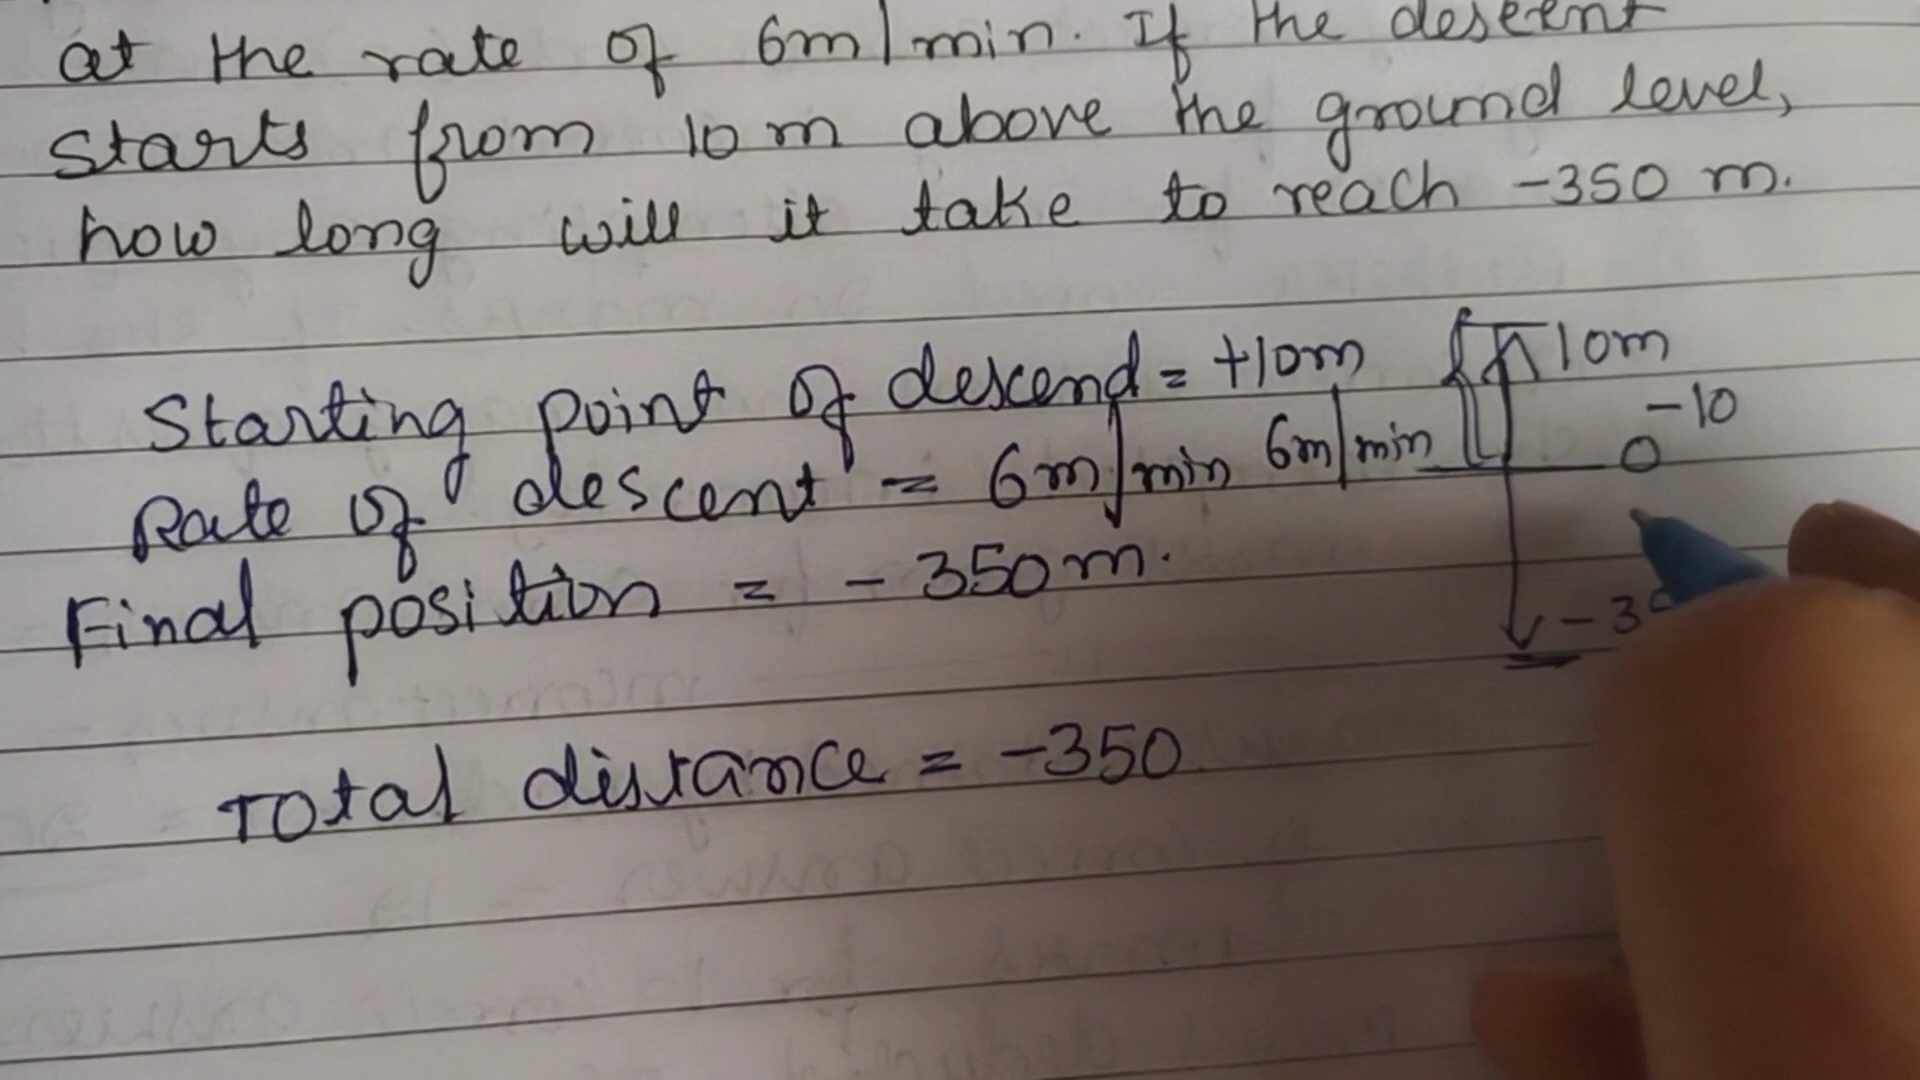 at the rate of 6m/min. If the descent
starts from 10 m above the ground level,
how long will it take to reach -350 m.
Starting point of descend = +10m
10m
-10
Rate of descent = 6m/min 6m/min
0
Final position = -350m.
Total distance = -350